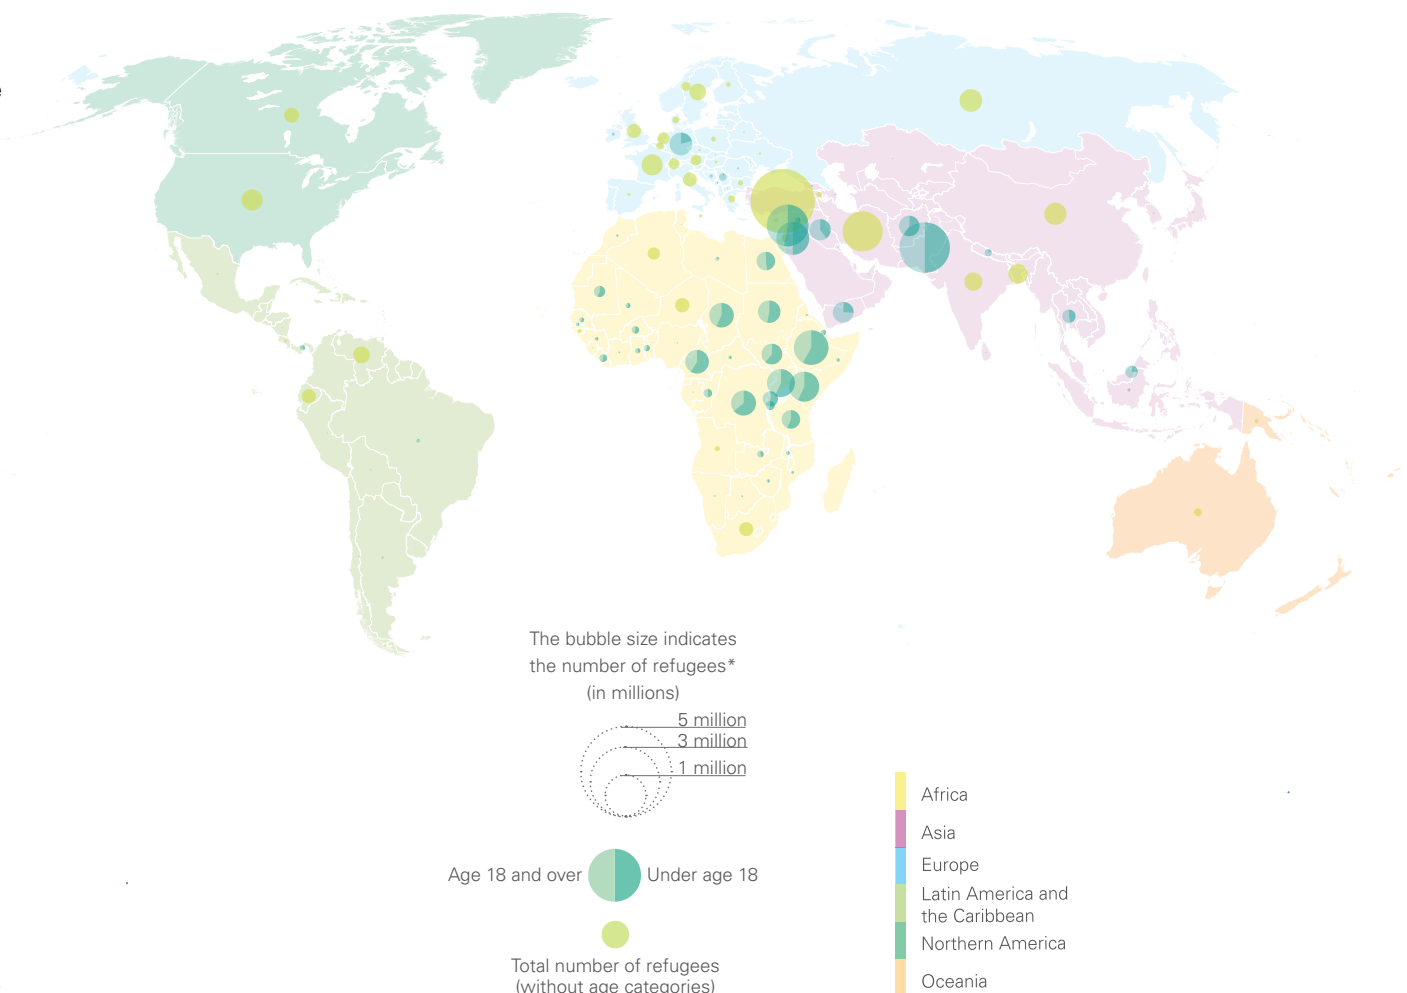 The bubble size indicates
the number of refugees*
(in millions)
5 million
3 million
1 million
Age 18 and over
Under age 18
Total number of refugees
(without age categories)
Africa
Asia
Europe
Latin America and
the Caribbean
Northern America
Oceania